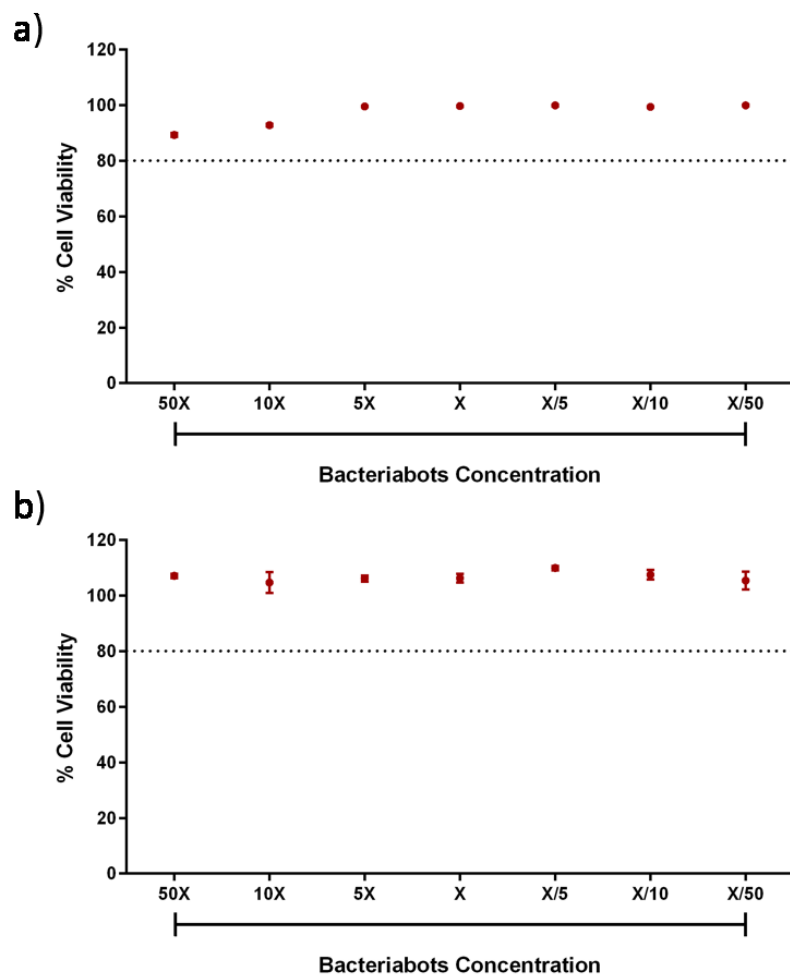 a)
120
100
80
60
40
20
0
% Cell Viability
50X 10X 5X X X/5 X/10 X/50
Bacteriabots Concentration
b)
120
100
80
60
40
20
0
% Cell Viability
50X 10X 5X X X/5 X/10 X/50
Bacteriabots Concentration